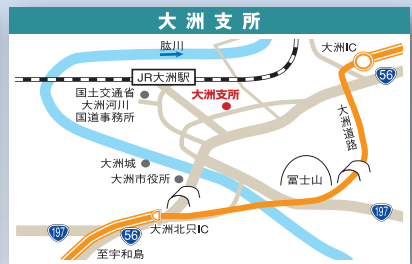 大洲支所
肱川
大洲IC
JR大洲駅
56
国土交通省
大洲河川
国道事務所
大洲支所
大洲道路
大洲城
大洲市役所
冨士山
197
197
56
大洲北只IC
至宇和島